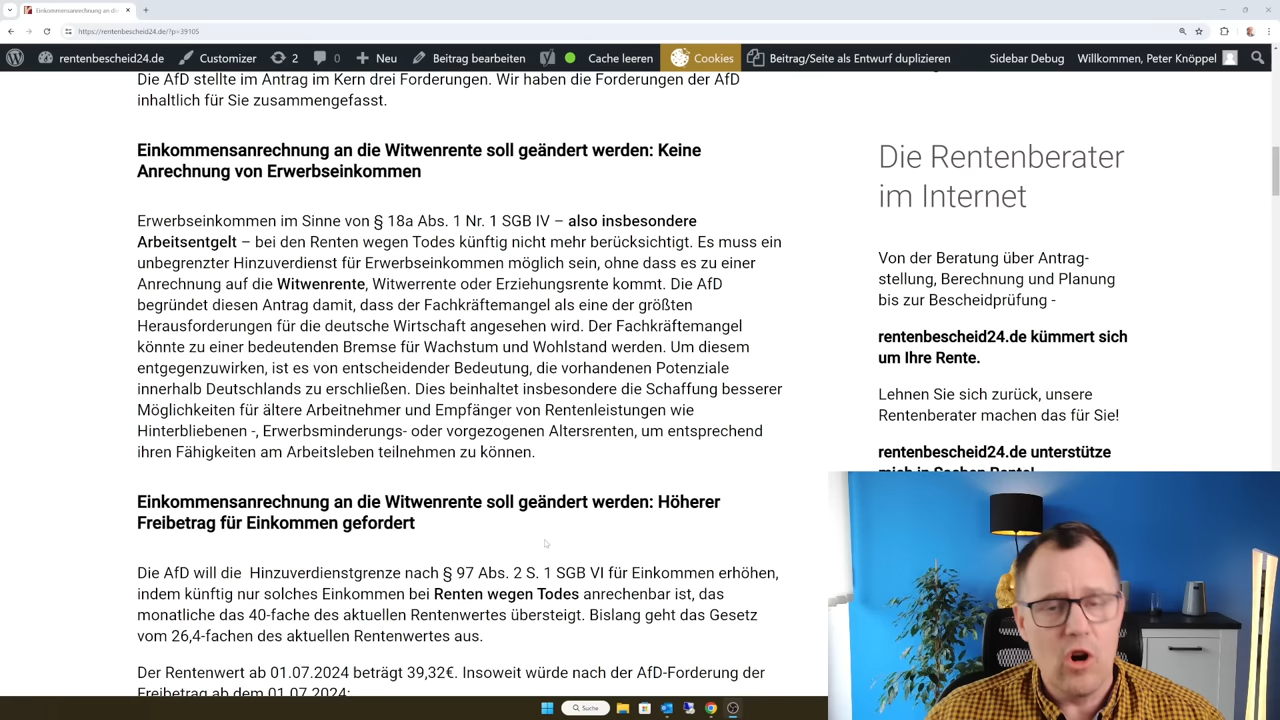 Einkommensanrechnung an di
https://rentenbescheid24.de/?p=39105
rentenbescheid24.de
Customizer
2
0
Neu
Beitrag bearbeiten
Cache leeren
Cookies
Beitrag/Seite als Entwurf duplizieren
Sidebar Debug
Willkommen, Peter Knöppel
Die AfD stellte im Antrag im Kern drei Forderungen. Wir haben die Forderungen der AfD
inhaltlich für Sie zusammengefasst.
Einkommensanrechnung an die Witwenrente soll geändert werden: Keine
Anrechnung von Erwerbseinkommen
Erwerbseinkommen im Sinne von § 18a Abs. 1 Nr. 1 SGB IV – also insbesondere
Arbeitsentgelt – bei den Renten wegen Todes künftig nicht mehr berücksichtigt. Es muss ein
unbegrenzter Hinzuverdienst für Erwerbseinkommen möglich sein, ohne dass es zu einer
Anrechnung auf die Witwenrente, Witwerrente oder Erziehungsrente kommt. Die AfD
begründet diesen Antrag damit, dass der Fachkräftemangel als eine der größten
Herausforderungen für die deutsche Wirtschaft angesehen wird. Der Fachkräftemangel
könnte zu einer bedeutenden Bremse für Wachstum und Wohlstand werden. Um diesem
entgegenzuwirken, ist es von entscheidender Bedeutung, die vorhandenen Potenziale
innerhalb Deutschlands zu erschließen. Dies beinhaltet insbesondere die Schaffung besserer
Möglichkeiten für ältere Arbeitnehmer und Empfänger von Rentenleistungen wie
Hinterbliebenen -, Erwerbsminderungs- oder vorgezogenen Altersrenten, um entsprechend
ihren Fähigkeiten am Arbeitsleben teilnehmen zu können.
Einkommensanrechnung an die Witwenrente soll geändert werden: Höherer
Freibetrag für Einkommen gefordert
Die AfD will die Hinzuverdienstgrenze nach § 97 Abs. 2 S. 1 SGB VI für Einkommen erhöhen,
indem künftig nur solches Einkommen bei Renten wegen Todes anrechenbar ist, das
monatliche das 40-fache des aktuellen Rentenwertes übersteigt. Bislang geht das Gesetz
vom 26,4-fachen des aktuellen Rentenwertes aus.
Der Rentenwert ab 01.07.2024 beträgt 39,32€. Insoweit würde nach der AfD-Forderung der
Freibetrag ab dem 01.07.2024:
Die Rentenberater
im Internet
Von der Beratung über Antrag-
stellung, Berechnung und Planung
bis zur Bescheidprüfung -
rentenbescheid24.de kümmert sich
um Ihre Rente.
Lehnen Sie sich zurück, unsere
Rentenberater machen das für Sie!
rentenbescheid24.de unterstütze
mich in Sachen Rente!
Suche